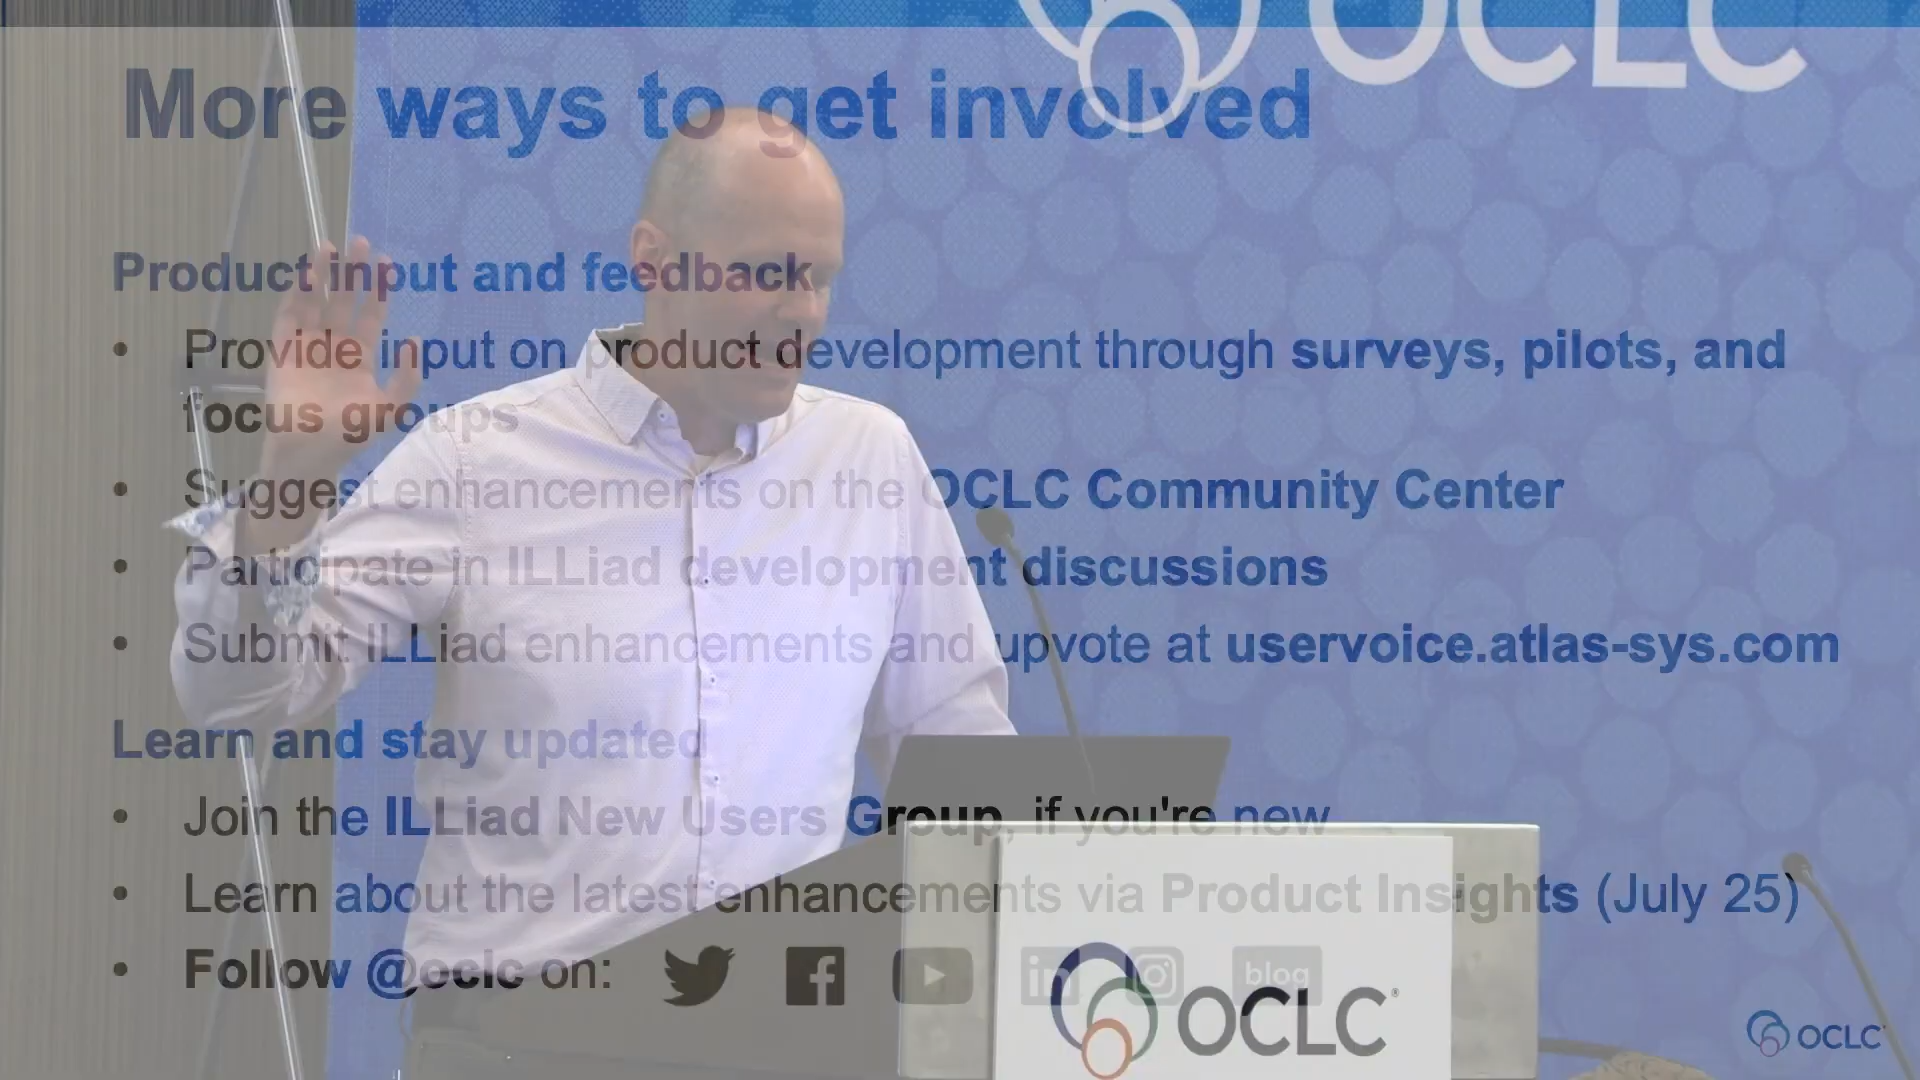 OCLC
More ways to get involved
Product input and feedback
• Provide input on product development through surveys, pilots, and
focus groups
• Suggest enhancements on the OCLC Community Center
• Participate in ILLiad development discussions
• Submit ILLiad enhancements and upvote at uservoice.atlas-sys.com
Learn and stay updated
• Join the ILLiad New Users Group, if you're new
• Learn about the latest enhancements via Product Insights (July 25)
• Follow @oclc on: in blog
OCLC®
OCLC